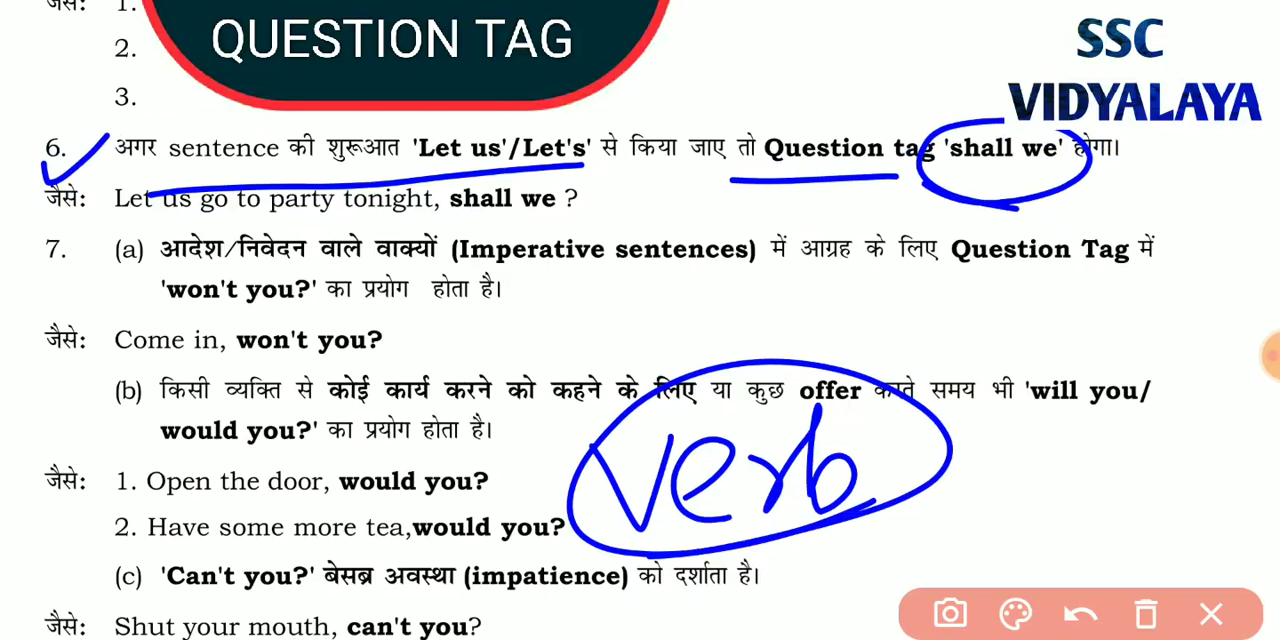 जैसे: 1.
QUESTION TAG
SSC
VIDYALAYA
2.
3.
6. अगर sentence की शुरूआत 'Let us'/Let's' से किया जाए तो Question tag 'shall we' होगा।
जैसे: Let us go to party tonight, shall we ?
7. (a) आदेश/निवेदन वाले वाक्यों (Imperative sentences) में आग्रह के लिए Question Tag में
'won't you?' का प्रयोग होता है।
जैसे: Come in, won't you?
(b) किसी व्यक्ति से कोई कार्य करने को कहने के लिए या कुछ offer करते समय भी 'will you/
would you?' का प्रयोग होता है।
verb
जैसे: 1. Open the door, would you?
2. Have some more tea,would you?
(c) 'Can't you?' बेसब्र अवस्था (impatience) को दर्शाता है।
जैसे: Shut your mouth, can't you?